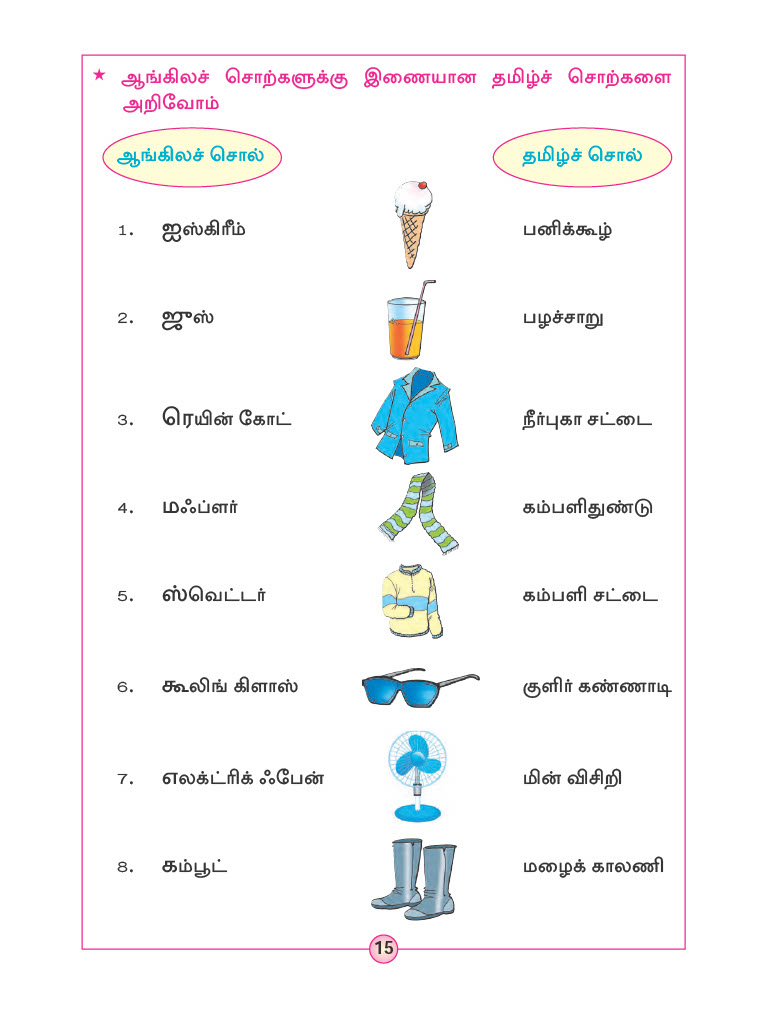 ★ ஆங்கிலச் சொற்களுக்கு இணையான தமிழ்ச் சொற்களை
அறிவோம்
ஆங்கிலச் சொல் தமிழ்ச் சொல்
1. ஐஸ்கிரீம் பனிக்கூழ்
2. ஜுஸ் பழச்சாறு
3. ரெயின் கோட் நீர்புகா சட்டை
4. மஃப்ளர் கம்பளிதுண்டு
5. ஸ்வெட்டர் கம்பளி சட்டை
6. கூலிங் கிளாஸ் குளிர் கண்ணாடி
7. எலக்ட்ரிக் ஃபேன் மின் விசிறி
8. கம்பூட் மழைக் காலணி
15